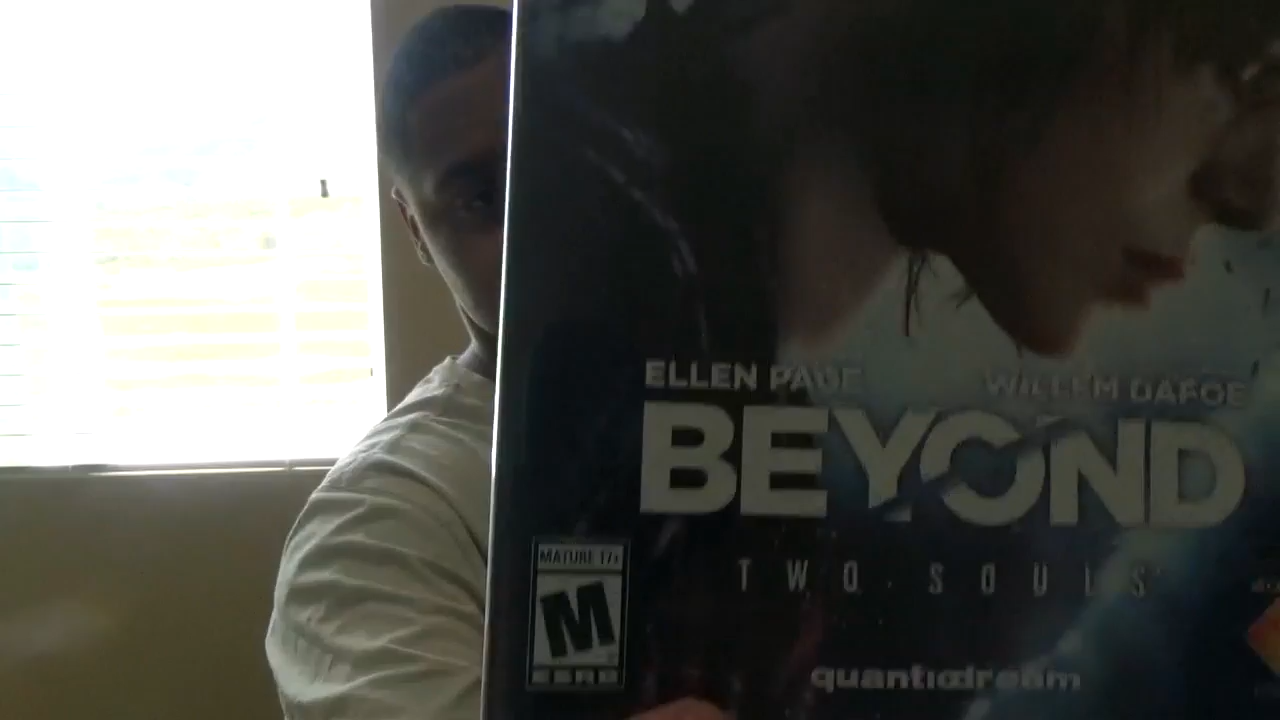 ELLEN PAGE WILLEM DAFOE
BEYOND
TWO SOULS
MATURE 17+
M
ESRB
quanticdream